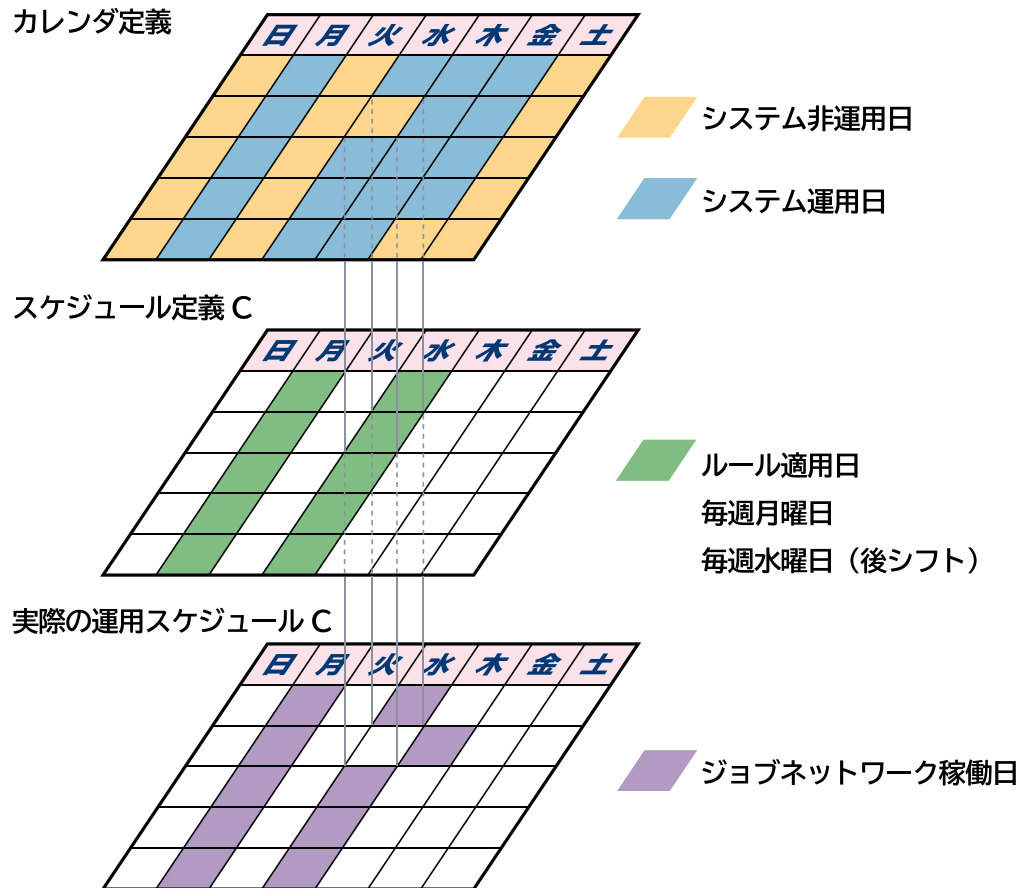 カレンダ定義
日 月 火 水 木 金 土
システム非運用日
システム運用日
スケジュール定義 C
日 月 火 水 木 金 土
ルール適用日
毎週月曜日
毎週水曜日（後シフト）
実際の運用スケジュール C
日 月 火 水 木 金 土
ジョブネットワーク稼働日